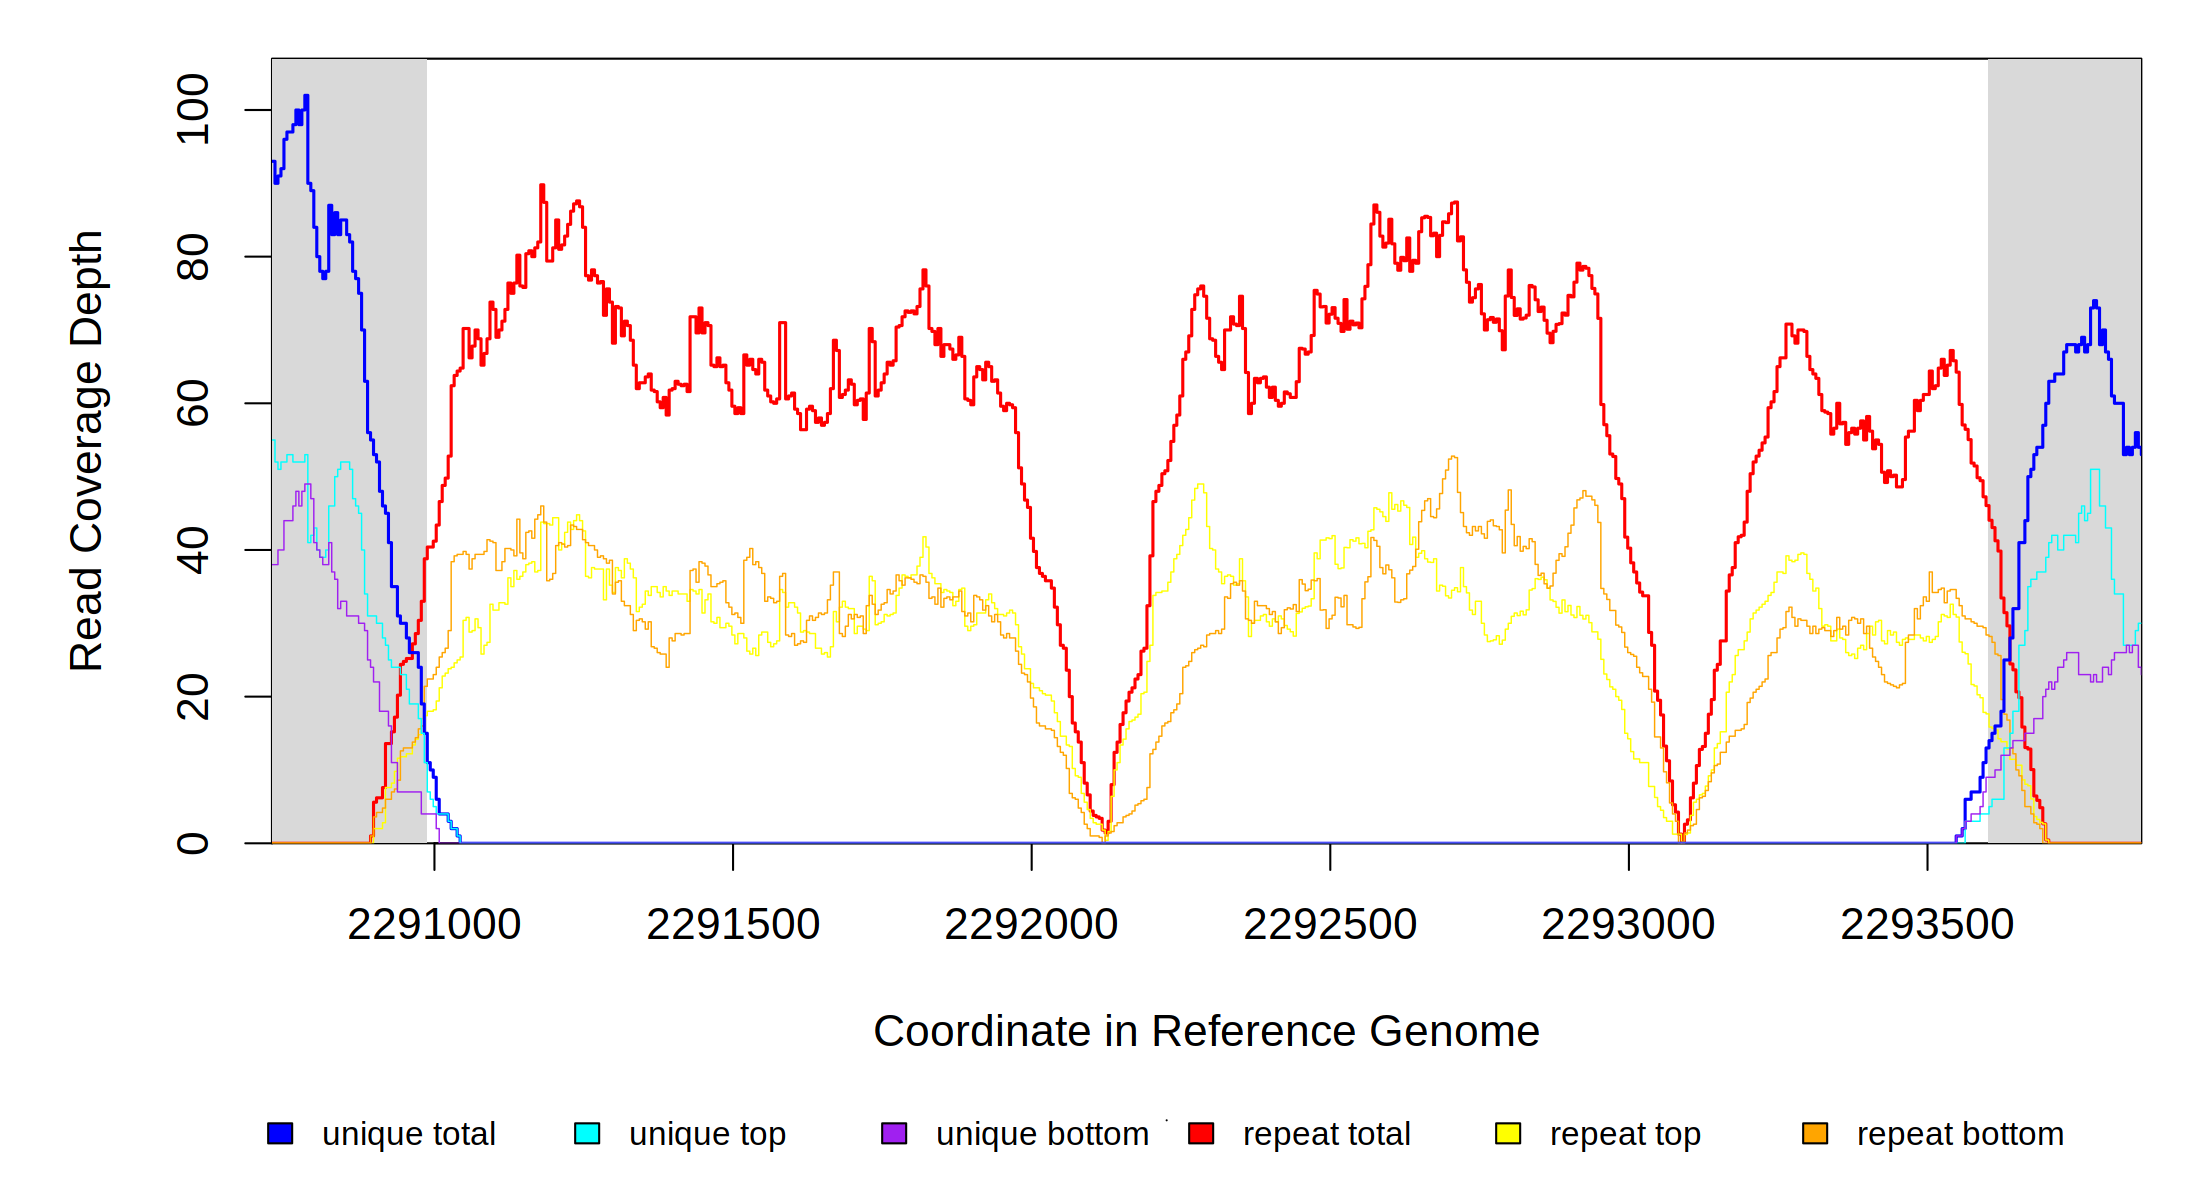 100
80
60
40
20
0
Read Coverage Depth
2291000 2291500 2292000 2292500 2293000 2293500
Coordinate in Reference Genome
unique total unique top unique bottom repeat total repeat top repeat bottom